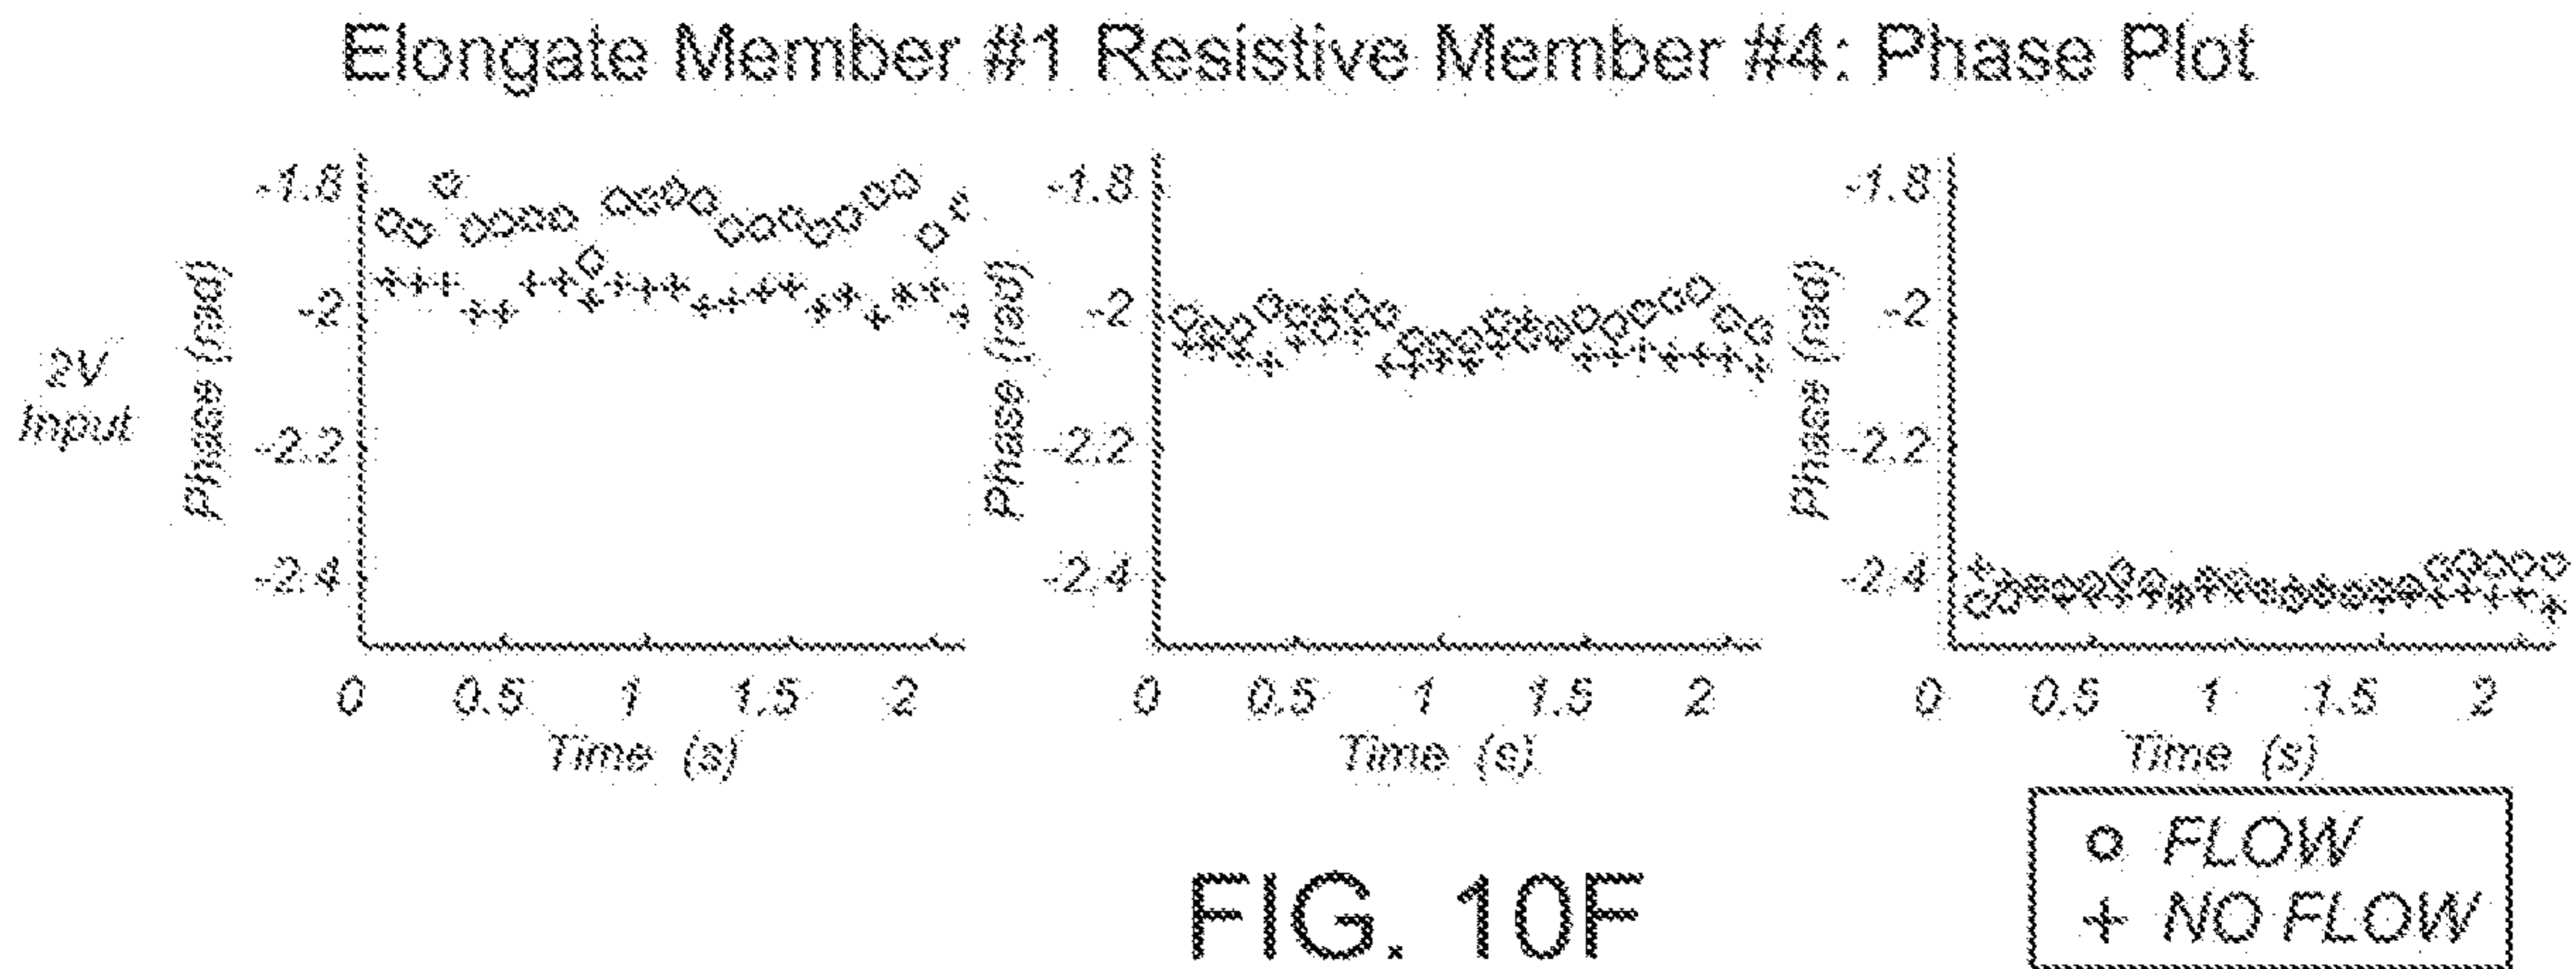 Elongate Member #1 Resistive Member #4: Phase Plot
2V
Input
Phase (rad)
-1.8
-2
-2.2
-2.4
0 0.5 1 1.5 2
Time (s)
Phase (rad)
-1.8
-2
-2.2
-2.4
0 0.5 1 1.5 2
Time (s)
Phase (rad)
-1.8
-2
-2.2
-2.4
0 0.5 1 1.5 2
Time (s)
FLOW
+ NO FLOW
FIG. 10F